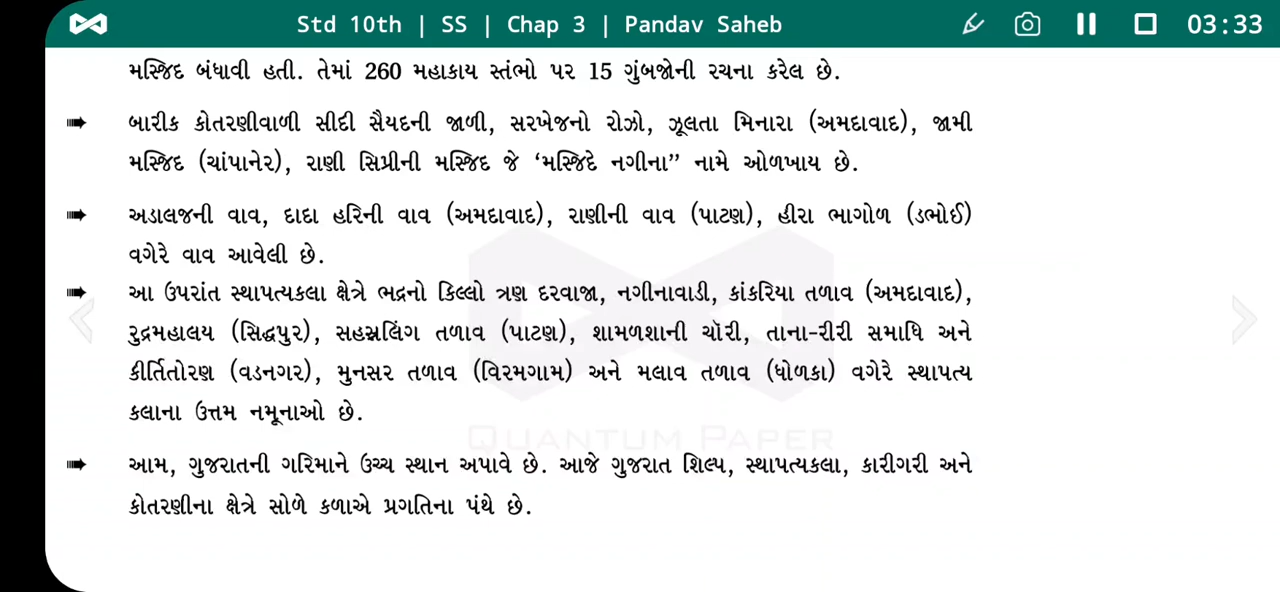 Std 10th | SS | Chap 3 | Pandav Saheb
03:33
મસ્જિદ બંધાવી હતી. તેમાં 260 મહાકાય સ્તંભો પર 15 ગુંબજોની રચના કરેલ છે.
➠ બારીક કોતરણીવાળી સીદી સૈયદની જાળી, સરખેજનો રોઝો, ઝૂલતા મિનારા (અમદાવાદ), જામી
મસ્જિદ (ચાંપાનેર), રાણી સિપ્રીની મસ્જિદ જે ‘મસ્જિદે નગીના” નામે ઓળખાય છે.
➠ અડાલજની વાવ, દાદા હરિની વાવ (અમદાવાદ), રાણીની વાવ (પાટણ), હીરા ભાગોળ (ડભોઈ)
વગેરે વાવ આવેલી છે.
➠ આ ઉપરાંત સ્થાપત્યકલા ક્ષેત્રે ભદ્રનો કિલ્લો ત્રણ દરવાજા, નગીનાવાડી, કાંકરિયા તળાવ (અમદાવાદ),
રુદ્રમહાલય (સિદ્ધપુર), સહસ્રલિંગ તળાવ (પાટણ), શામળશાની ચૉરી, તાના-રીરી સમાધિ અને
કીર્તિતોરણ (વડનગર), મુનસર તળાવ (વિરમગામ) અને મલાવ તળાવ (ધોળકા) વગેરે સ્થાપત્ય
કલાના ઉત્તમ નમૂનાઓ છે.
QUANTUM PAPER
➠ આમ, ગુજરાતની ગરિમાને ઉચ્ચ સ્થાન અપાવે છે. આજે ગુજરાત શિલ્પ, સ્થાપત્યકલા, કારીગરી અને
કોતરણીના ક્ષેત્રે સોળે કળાએ પ્રગતિના પંથે છે.